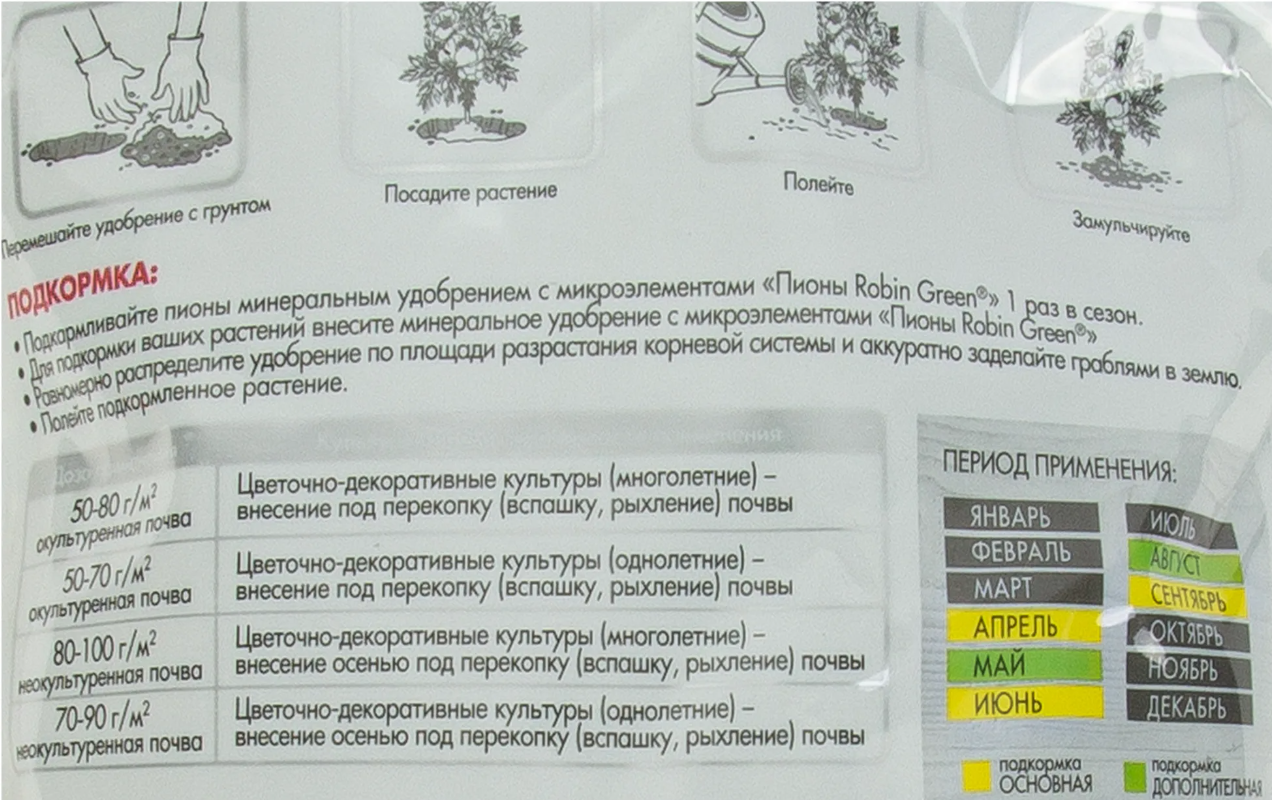 Перемешайте удобрение с грунтом
Посадите растение
Полейте
Замульчируйте
ПОДКОРМКА:
• Подкармливайте пионы минеральным удобрением с микроэлементами «Пионы Robin Green®» 1 раз в сезон.
• Для подкормки ваших растений внесите минеральное удобрение с микроэлементами «Пионы Robin Green®»
• Равномерно распределите удобрение по площади разрастания корневой системы и аккуратно заделайте граблями в землю.
• Полейте подкормленное растение.
применения
50-80 г/м²
окультуренная почва
Цветочно-декоративные культуры (многолетние) –
внесение под перекопку (вспашку, рыхление) почвы
50-70 г/м²
окультуренная почва
Цветочно-декоративные культуры (однолетние) –
внесение под перекопку (вспашку, рыхление) почвы
80-100 г/м²
неокультуренная почва
Цветочно-декоративные культуры (многолетние) –
внесение осенью под перекопку (вспашку, рыхление) почвы
70-90 г/м²
неокультуренная почва
Цветочно-декоративные культуры (однолетние) –
внесение осенью под перекопку (вспашку, рыхление) почвы
ПЕРИОД ПРИМЕНЕНИЯ:
ЯНВАРЬ
ФЕВРАЛЬ
МАРТ
АПРЕЛЬ
МАЙ
ИЮНЬ
ИЮЛЬ
АВГУСТ
СЕНТЯБРЬ
ОКТЯБРЬ
НОЯБРЬ
ДЕКАБРЬ
подкормка
ОСНОВНАЯ
подкормка
ДОПОЛНИТЕЛЬНАЯ